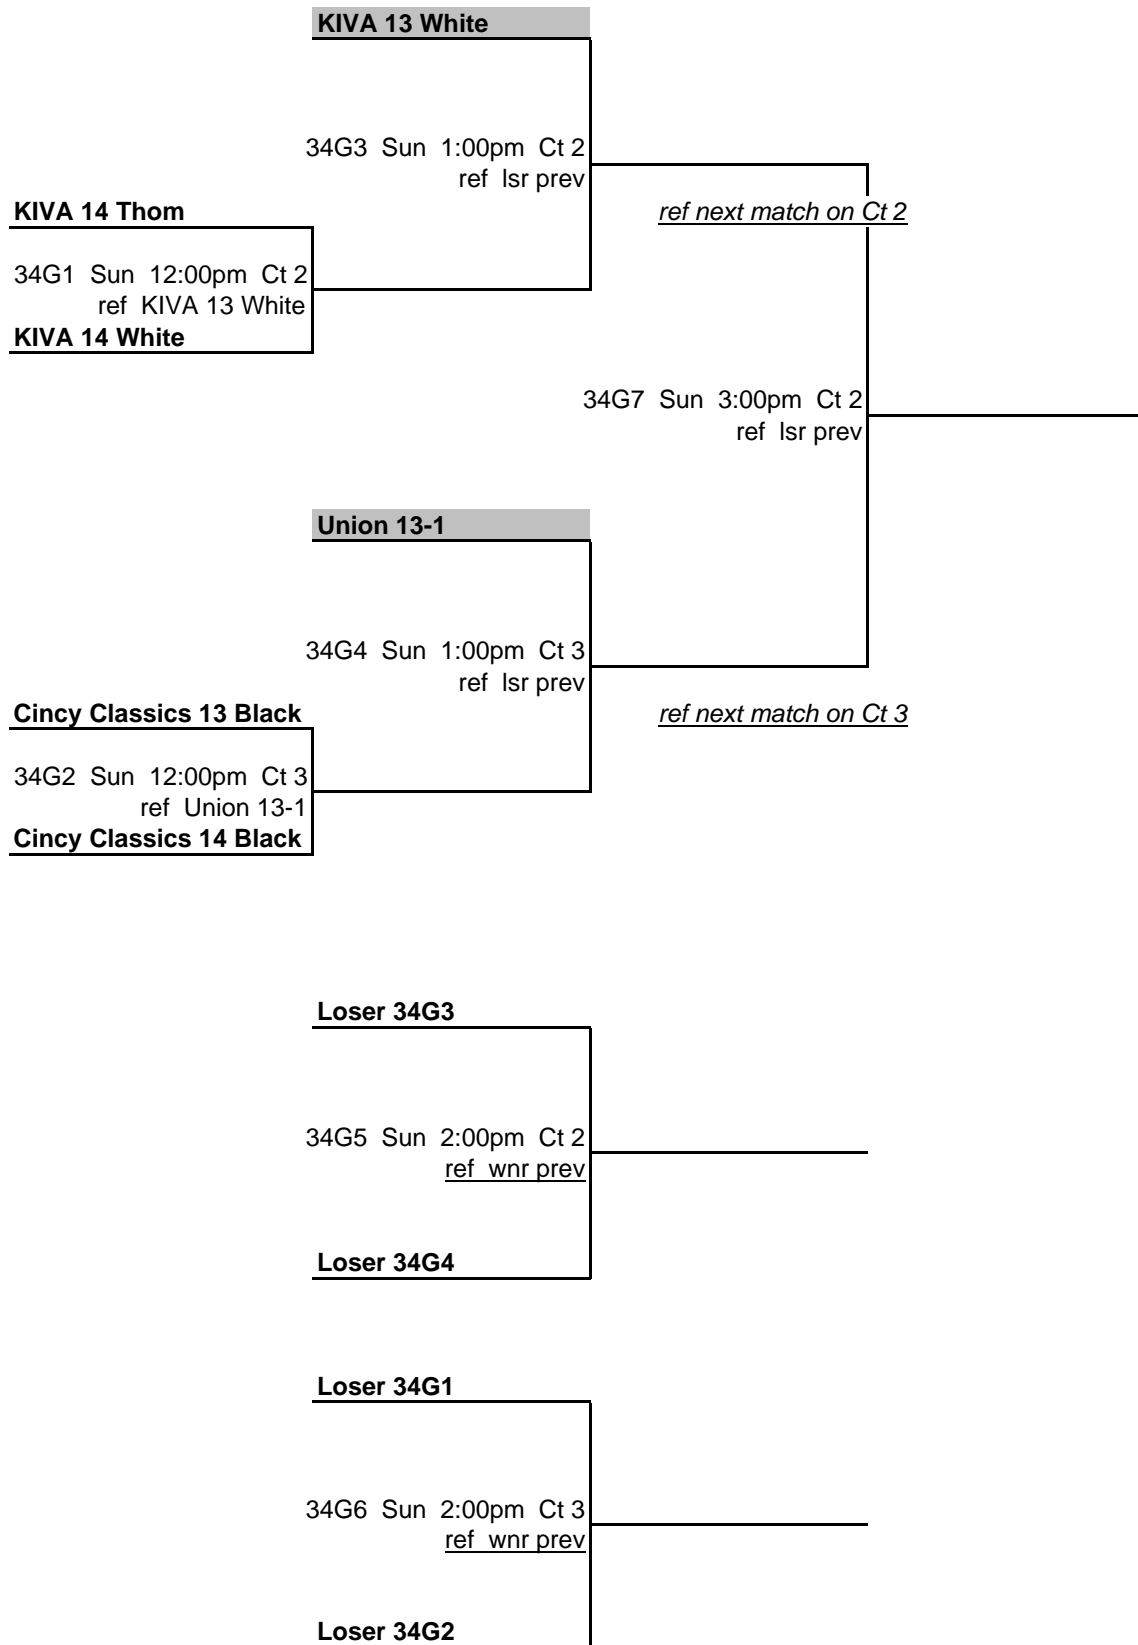 KIVA 13 White
34G3 Sun 1:00pm Ct 2
ref lsr prev
KIVA 14 Thom
ref next match on Ct 2
34G1 Sun 12:00pm Ct 2
ref KIVA 13 White
KIVA 14 White
34G7 Sun 3:00pm Ct 2
ref lsr prev
Union 13-1
34G4 Sun 1:00pm Ct 3
ref lsr prev
Cincy Classics 13 Black
ref next match on Ct 3
34G2 Sun 12:00pm Ct 3
ref Union 13-1
Cincy Classics 14 Black
Loser 34G3
34G5 Sun 2:00pm Ct 2
ref wnr prev
Loser 34G4
Loser 34G1
34G6 Sun 2:00pm Ct 3
ref wnr prev
Loser 34G2